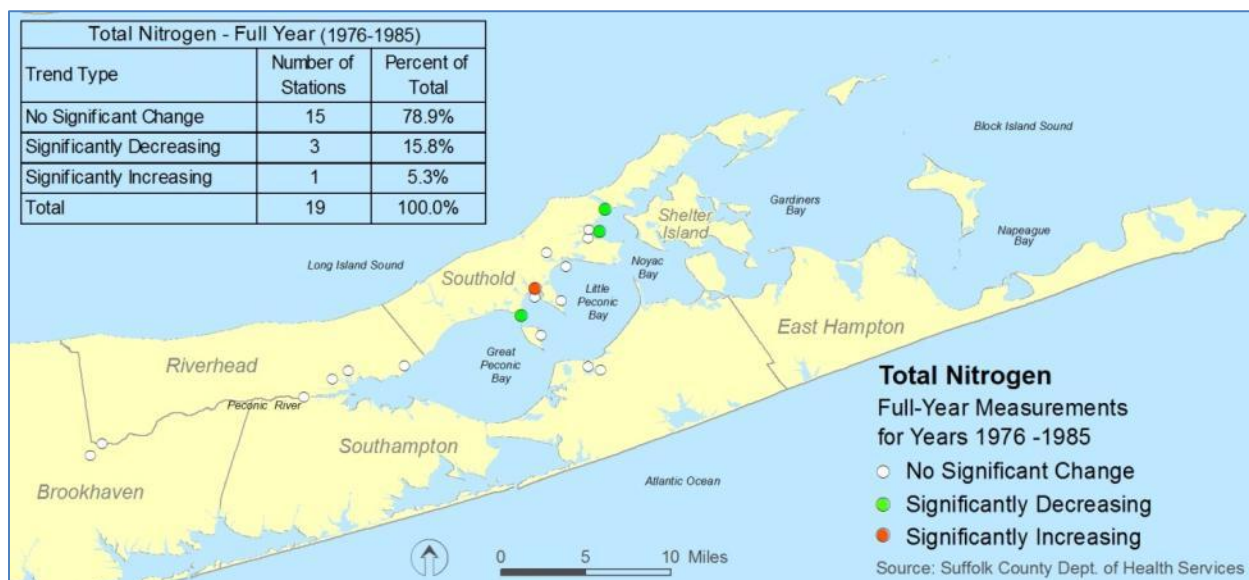 Total Nitrogen - Full Year (1976-1985)
Trend Type Number of Stations Percent of Total
No Significant Change 15 78.9%
Significantly Decreasing 3 15.8%
Significantly Increasing 1 5.3%
Total 19 100.0%
Block Island Sound
Gardiners
Bay
Shelter
Island
Napeague
Bay
Long Island Sound
Noyac
Bay
Southold
Little
Peconic
Bay
East Hampton
Great
Peconic
Bay
Riverhead
Peconic River
Southampton
Brookhaven
Atlantic Ocean
Total Nitrogen
Full-Year Measurements
for Years 1976 -1985
No Significant Change
Significantly Decreasing
Significantly Increasing
0 5 10 Miles
Source: Suffolk County Dept. of Health Services